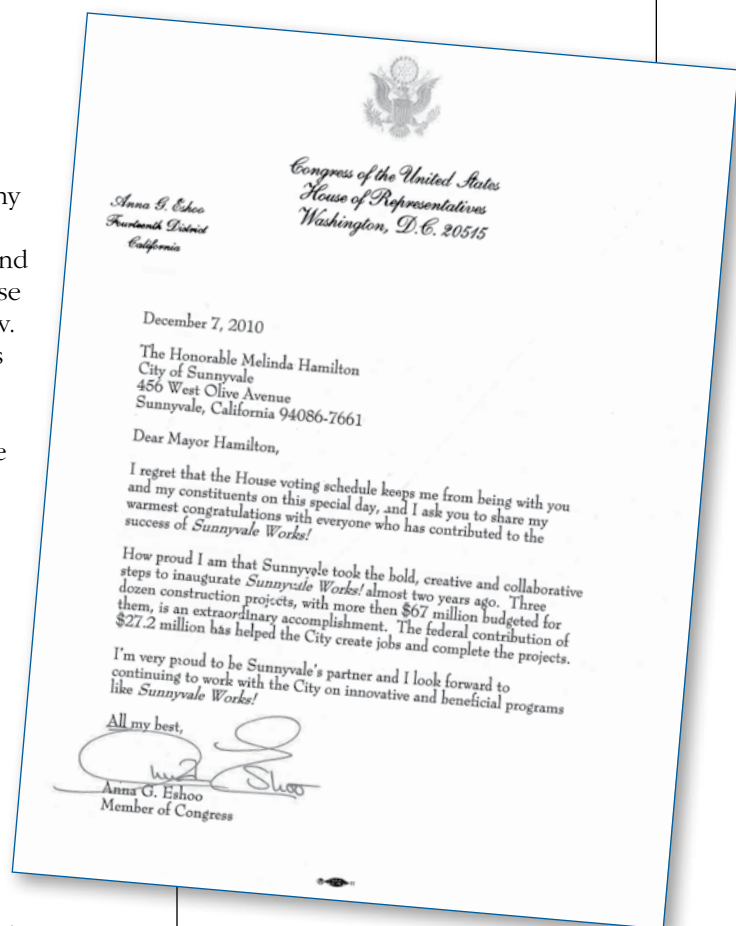 ny
nd
se
v.
s
e
Congress of the United States
House of Representatives
Washington, D.C. 20515
Anna G. Eshoo
Fourteenth District
California
December 7, 2010
The Honorable Melinda Hamilton
City of Sunnyvale
456 West Olive Avenue
Sunnyvale, California 94086-7661
Dear Mayor Hamilton,
I regret that the House voting schedule keeps me from being with you
and my constituents on this special day, and I ask you to share my
warmest congratulations with everyone who has contributed to the
success of Sunnyvale Works!
How proud I am that Sunnyvale took the bold, creative and collaborative
steps to inaugurate Sunnyvale Works! almost two years ago. Three
dozen construction projects, with more then $67 million budgeted for
them, is an extraordinary accomplishment. The federal contribution of
$27.2 million has helped the City create jobs and complete the projects.
I'm very proud to be Sunnyvale's partner and I look forward to
continuing to work with the City on innovative and beneficial programs
like Sunnyvale Works!
All my best,
Anna G. Eshoo
Anna G. Eshoo
Member of Congress